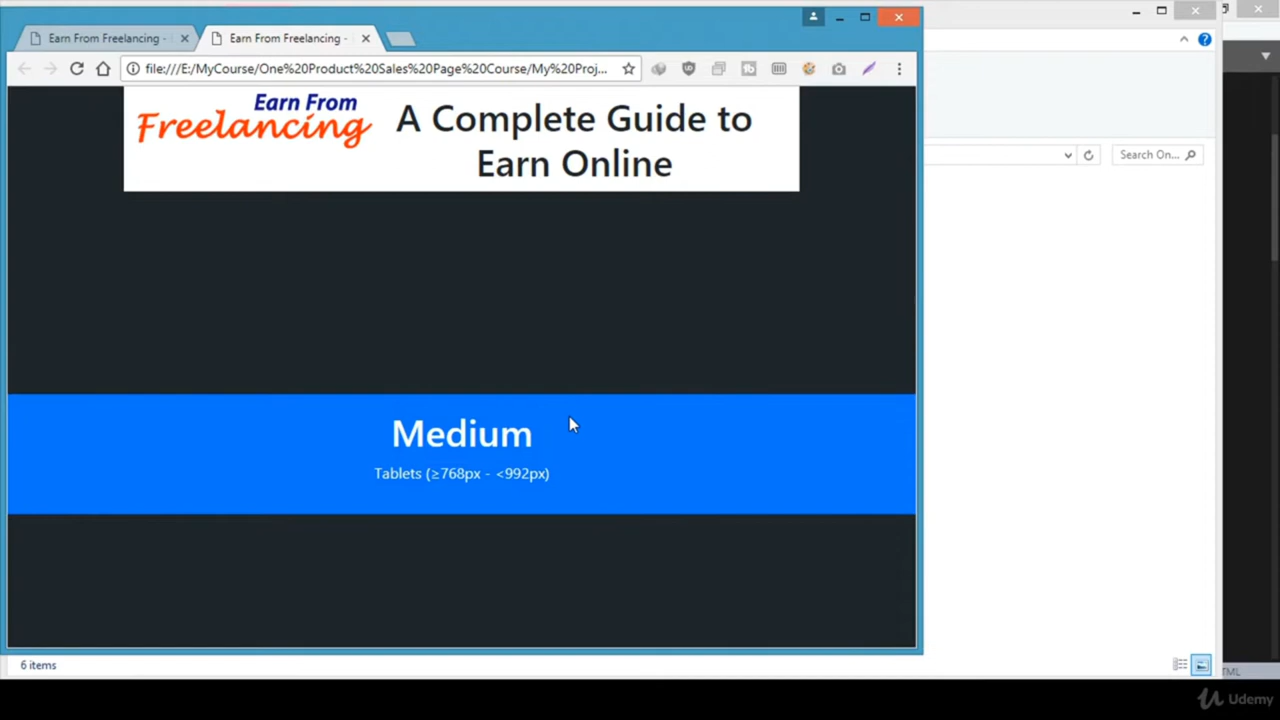 Earn From Freelancing -
Earn From Freelancing -
file:///E:/MyCourse/One%20Product%20Sales%20Page%20Course/My%20Proj...
Search On...
Earn From
Freelancing
A Complete Guide to
Earn Online
Medium
Tablets (≥768px - <992px)
6 items
TML
Udemy